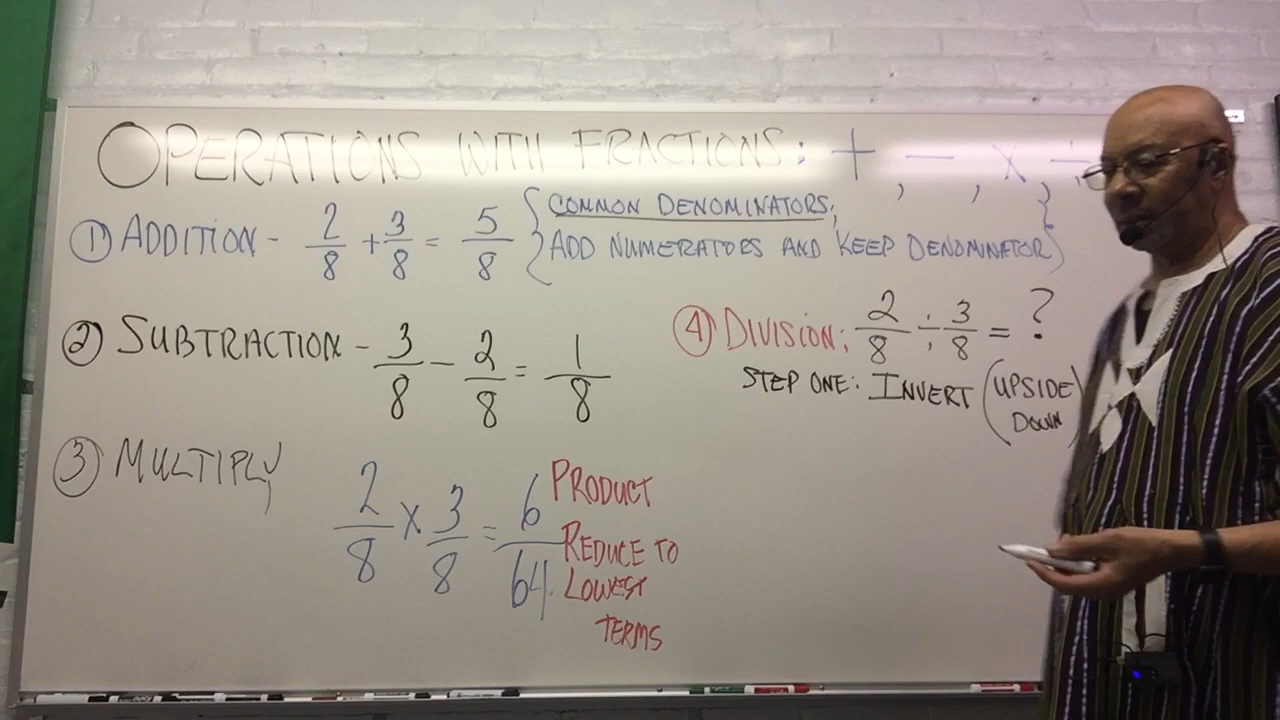 OPERATIONS WITH FRACTIONS: +, -, x, ÷
① ADDITION - 2/8 + 3/8 = 5/8 { COMMON DENOMINATORS;
ADD NUMERATORS AND KEEP DENOMINATOR }
② SUBTRACTION - 3/8 - 2/8 = 1/8
③ MULTIPLY
2/8 x 3/8 = 6/64
PRODUCT
REDUCE TO
LOWEST
TERMS
④ DIVISION: 2/8 ÷ 3/8 = ?
STEP ONE: INVERT (UPSIDE
DOWN)